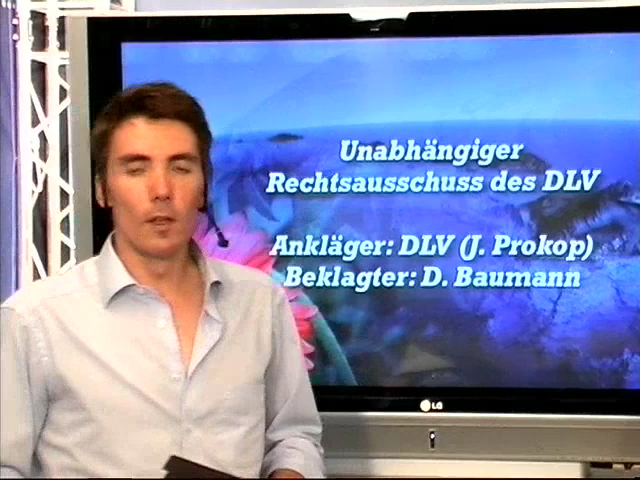 Unabhängiger
Rechtsausschuss des DLV
Ankläger: DLV (J. Prokop)
Beklagter: D. Baumann
LG